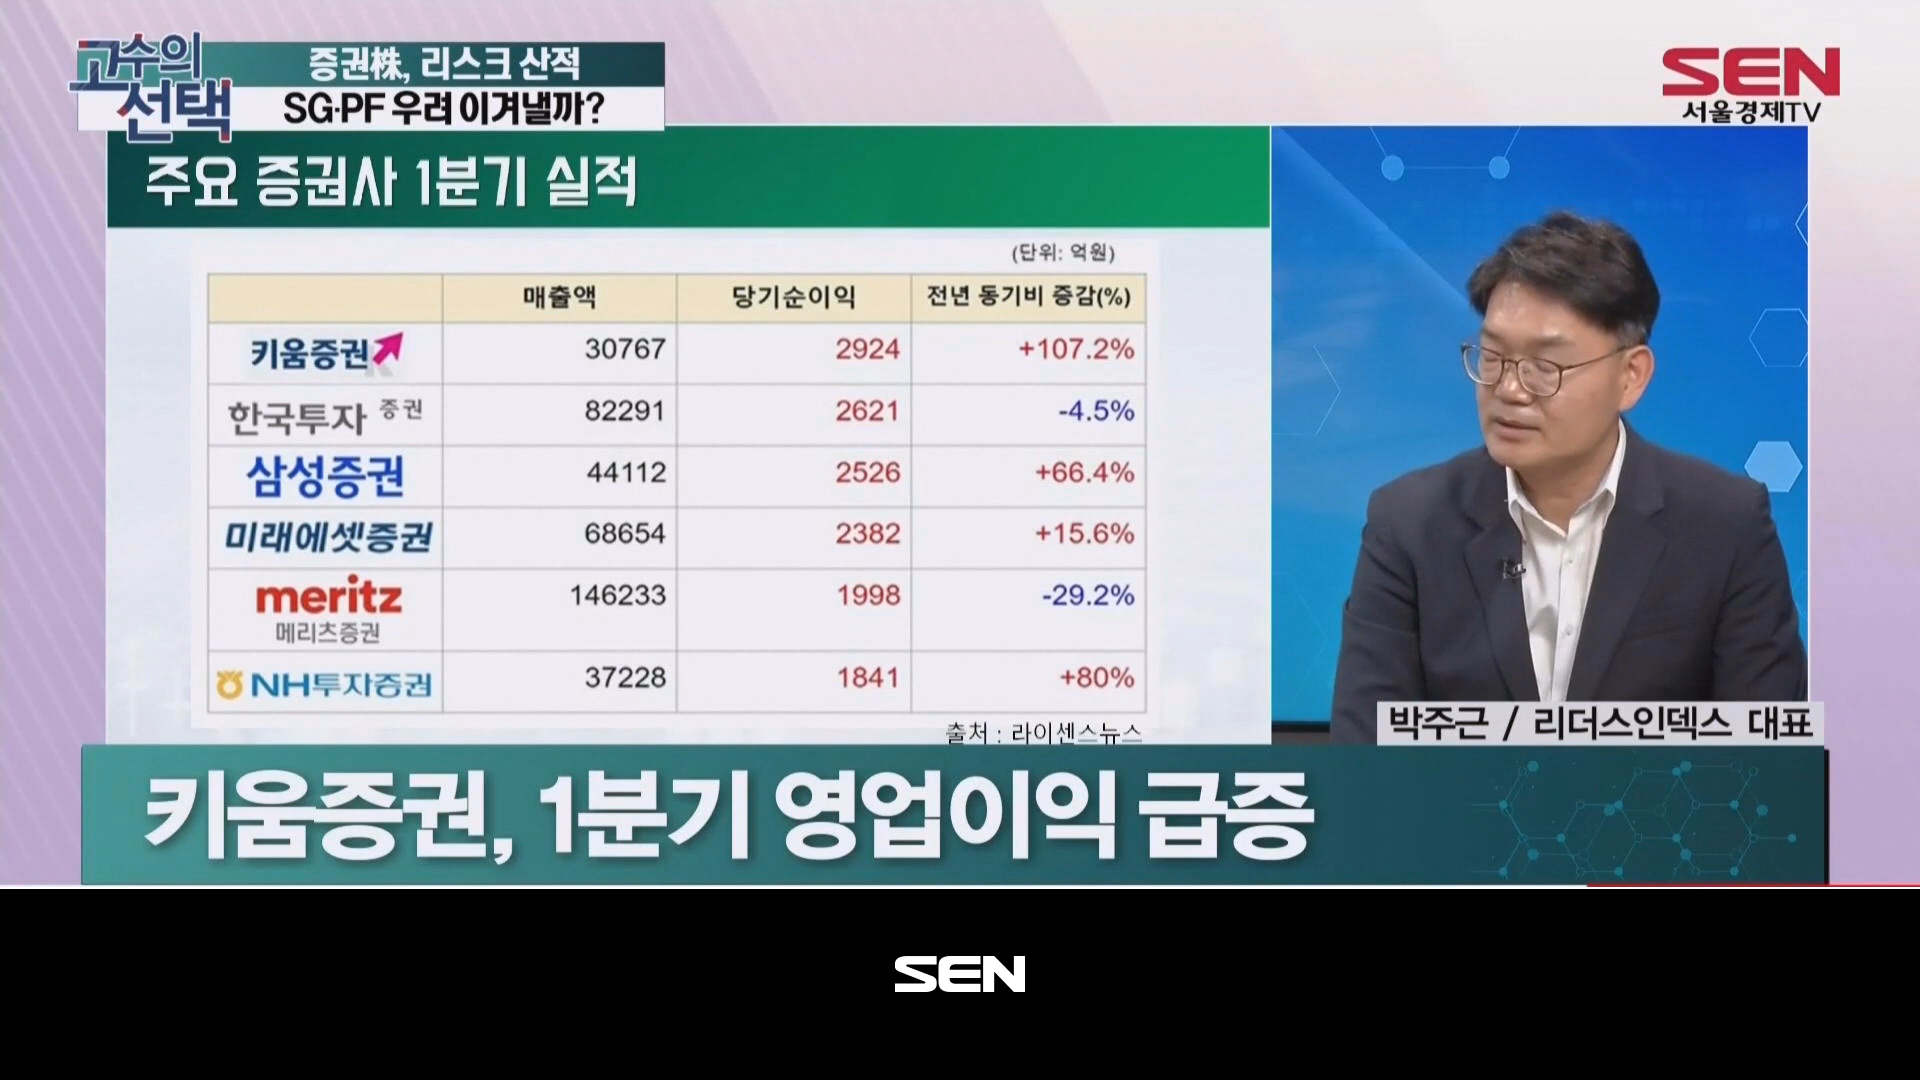 고수의
선택
증권株, 리스크 산적
SG·PF 우려 이겨낼까?
SEN
서울경제TV
주요 증권사 1분기 실적
(단위: 억원)
매출액 당기순이익 전년 동기비 증감(%)
키움증권 30767 2924 +107.2%
한국투자 증권 82291 2621 -4.5%
삼성증권 44112 2526 +66.4%
미래에셋증권 68654 2382 +15.6%
meritz 146233 1998 -29.2%
메리츠증권
NH투자증권 37228 1841 +80%
출처 : 라이센스뉴스
박주근 / 리더스인덱스 대표
키움증권, 1분기 영업이익 급증
SEN